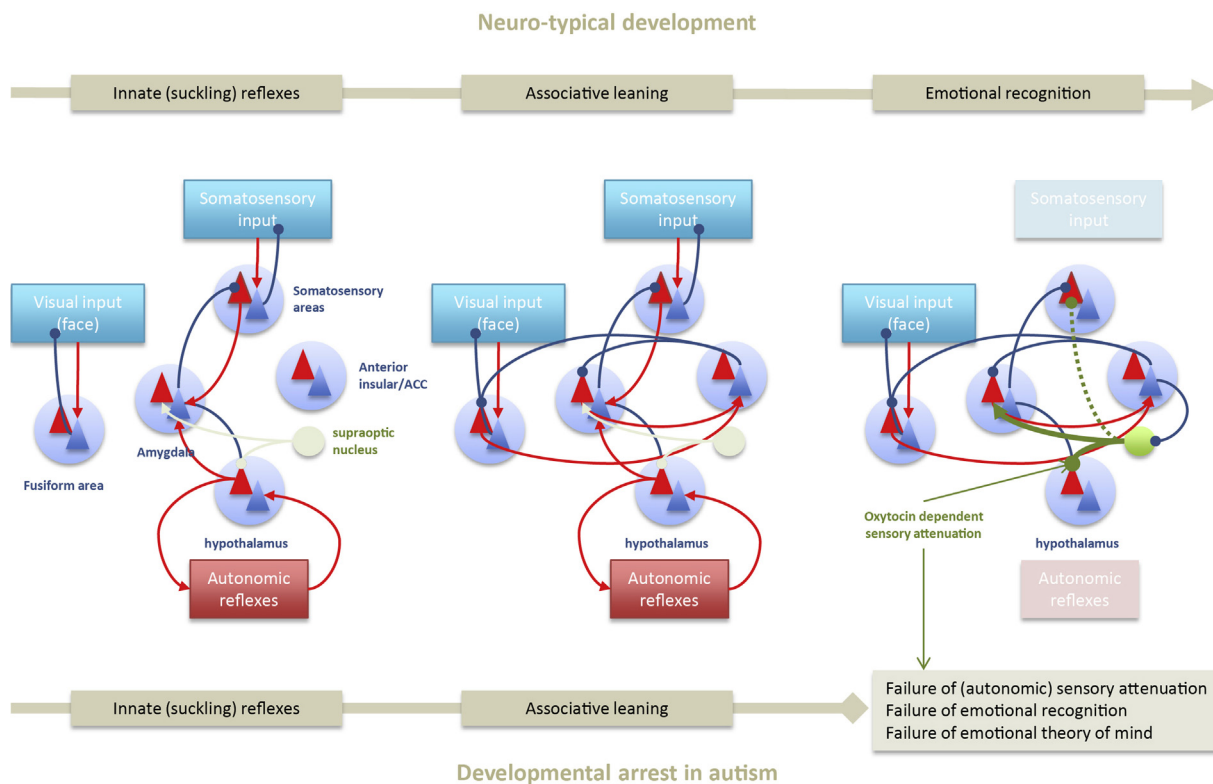 Neuro-typical development
Innate (suckling) reflexes
Associative leaning
Emotional recognition
Somatosensory
input
Visual input
(face)
Somatosensory
areas
Anterior
insular/ACC
Amygdala
supraoptic
nucleus
Fusiform area
hypothalamus
Autonomic
reflexes
Somatosensory
input
Visual input
(face)
hypothalamus
Autonomic
reflexes
Somatosensory
input
Visual input
(face)
Oxytocin dependent
sensory attenuation
hypothalamus
Autonomic
reflexes
Innate (suckling) reflexes
Associative leaning
Failure of (autonomic) sensory attenuation
Failure of emotional recognition
Failure of emotional theory of mind
Developmental arrest in autism